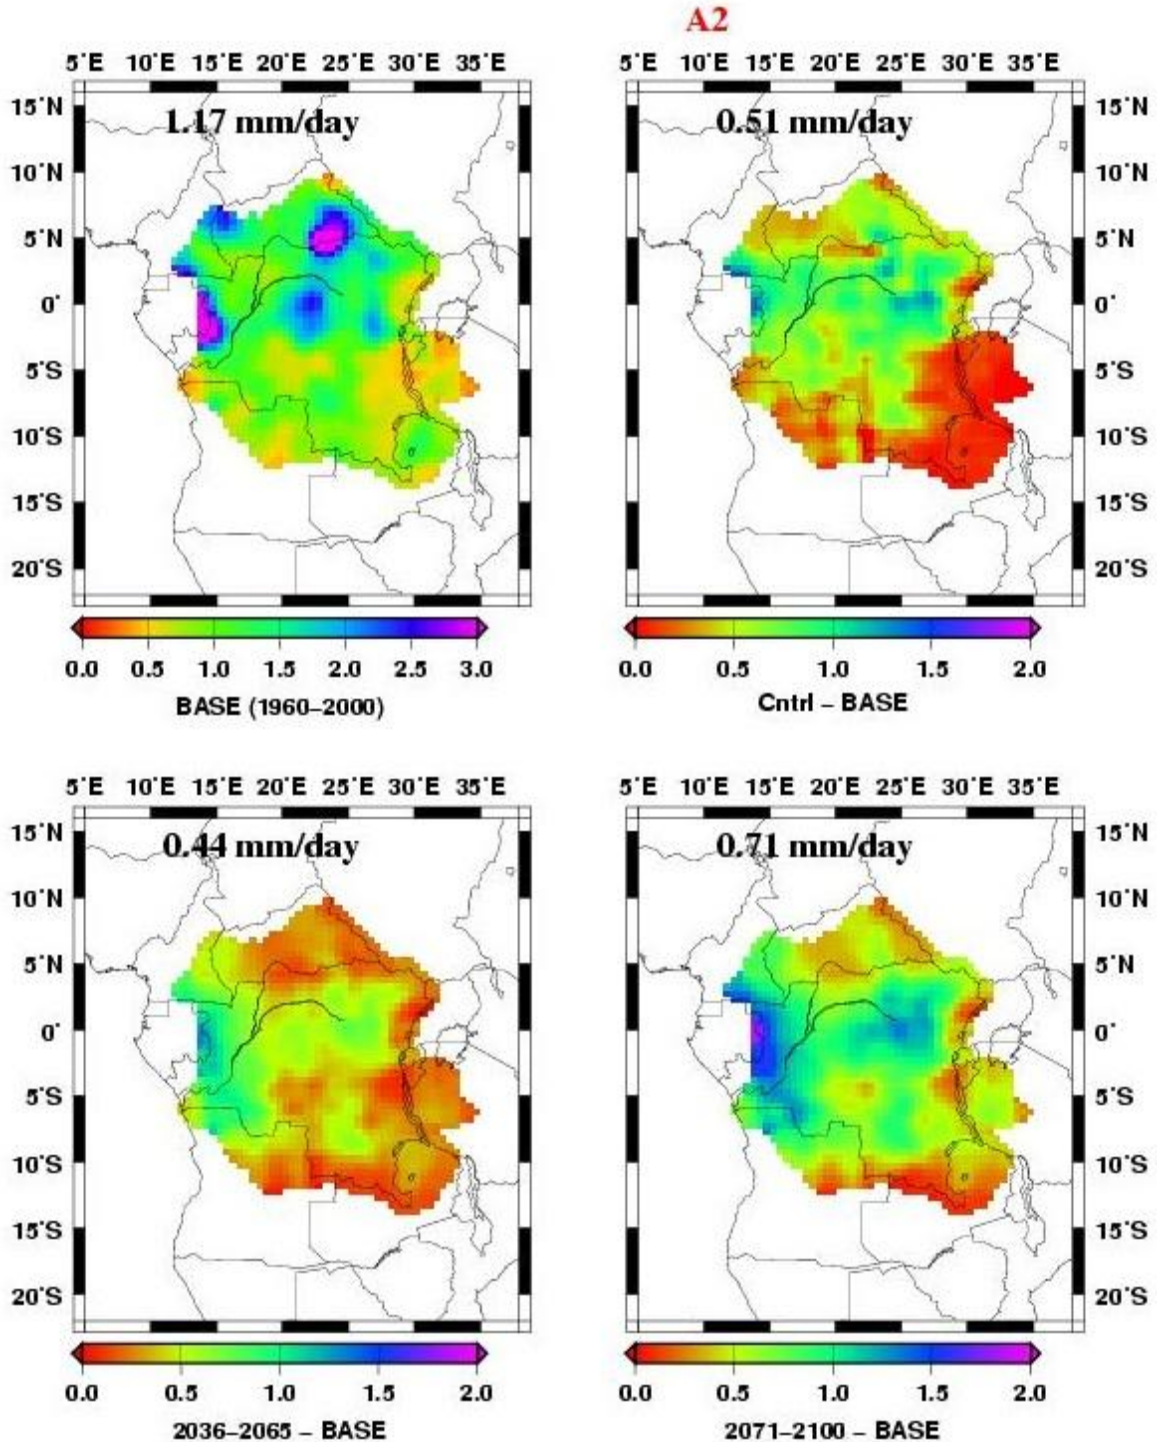 A2
5°E 10°E 15°E 20°E 25°E 30°E 35°E
5°E 10°E 15°E 20°E 25°E 30°E 35°E
15°N
1.17 mm/day
0.51 mm/day
15°N
10°N
10°N
5°N
5°N
0°
0°
5°S
5°S
10°S
10°S
15°S
15°S
20°S
20°S
0.0 0.5 1.0 1.5 2.0 2.5 3.0
0.0 0.5 1.0 1.5 2.0
BASE (1960–2000)
Cntrl – BASE
5°E 10°E 15°E 20°E 25°E 30°E 35°E
5°E 10°E 15°E 20°E 25°E 30°E 35°E
15°N
0.44 mm/day
0.71 mm/day
15°N
10°N
10°N
5°N
5°N
0°
0°
5°S
5°S
10°S
10°S
15°S
15°S
20°S
20°S
0.0 0.5 1.0 1.5 2.0
0.0 0.5 1.0 1.5 2.0
2036–2065 – BASE
2071–2100 – BASE